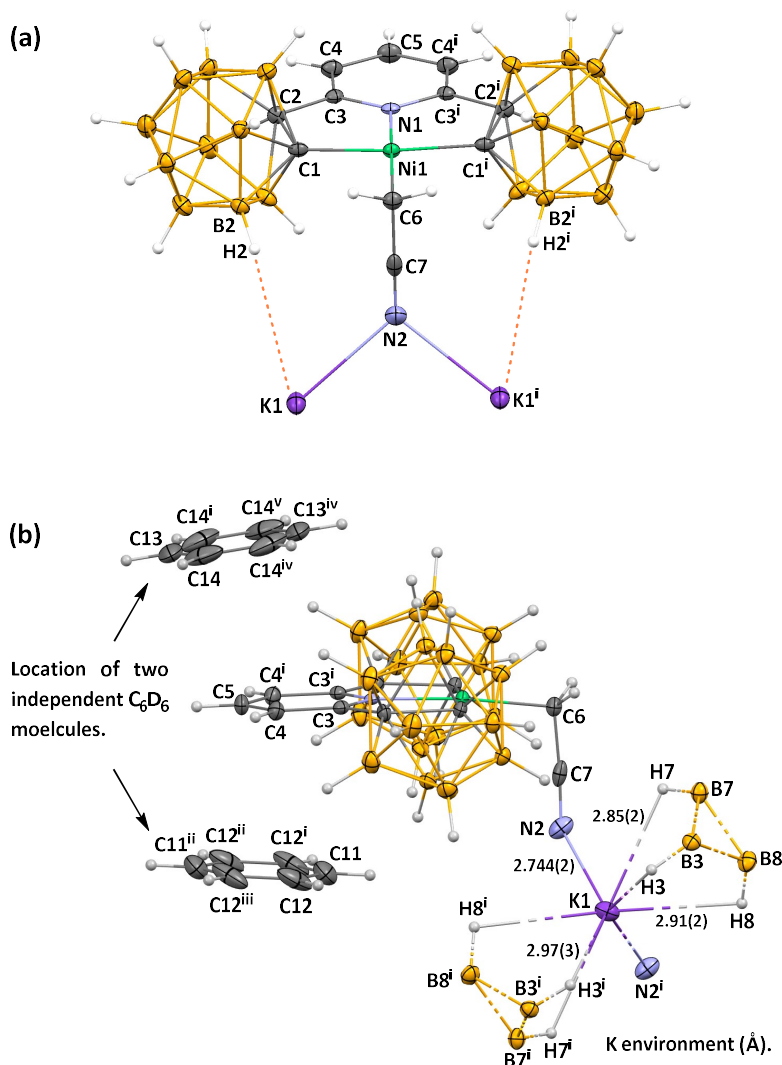 (a)
C4 C5 C4ⁱ
C2 C2ⁱ
C3 N1 C3ⁱ
C1 Ni1 C1ⁱ
B2 C6 B2ⁱ
H2 C7 H2ⁱ
N2
K1 K1ⁱ
(b)
C13 C14ⁱ C14ᵛ C13ⁱᵛ
C14 C14ⁱᵛ
Location of two
independent C₆D₆
moelcules.
C5 C4ⁱ C3ⁱ
C4 C3 C6
C7
H7 B7
N2 2.85(2)
B3 B8
2.744(2)
H3
C11ⁱⁱ C12ⁱⁱ C12ⁱ C11
C12ⁱⁱⁱ C12
K1
H8ⁱ 2.91(2) H8
2.97(3)
B8ⁱ B3ⁱ H3ⁱ N2ⁱ
B7ⁱ H7ⁱ
K environment (Å).